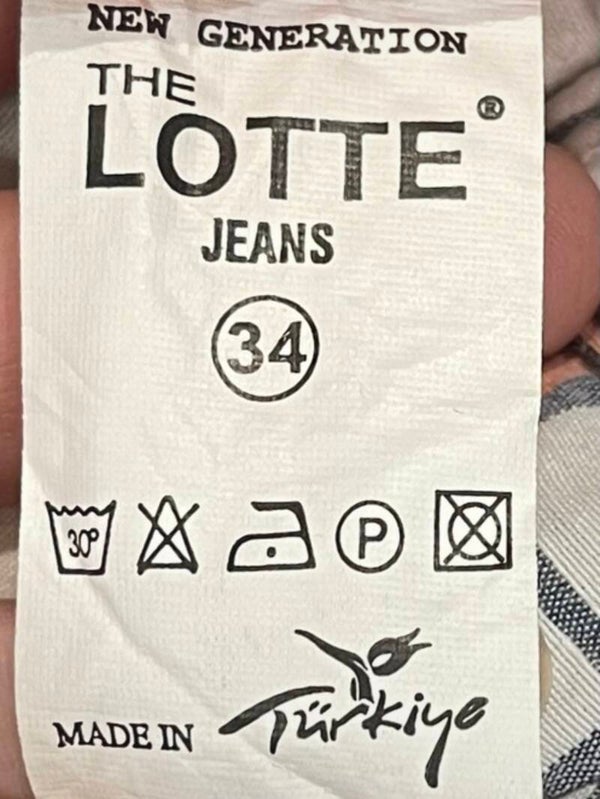 NEW GENERATION
THE
LOTTE®
JEANS
34
30°
P
MADE IN Türkiye